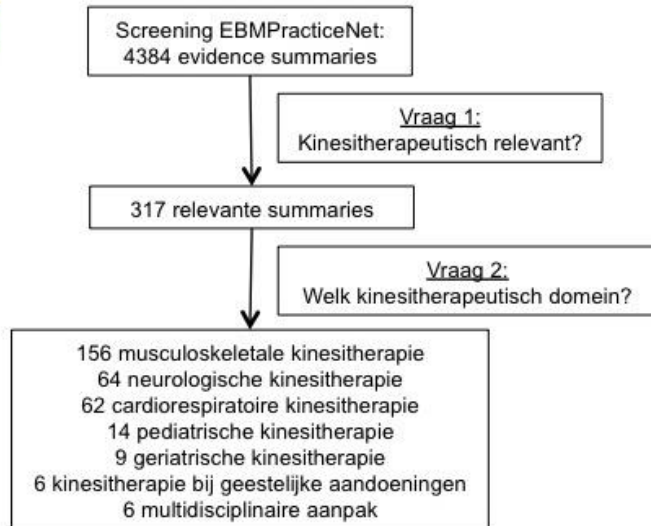 Screening EBMPracticeNet:
4384 evidence summaries
Vraag 1:
Kinesitherapeutisch relevant?
317 relevante summaries
Vraag 2:
Welk kinesitherapeutisch domein?
156 musculoskeletale kinesitherapie
64 neurologische kinesitherapie
62 cardiorespiratoire kinesitherapie
14 pediatrische kinesitherapie
9 geriatrische kinesitherapie
6 kinesitherapie bij geestelijke aandoeningen
6 multidisciplinaire aanpak